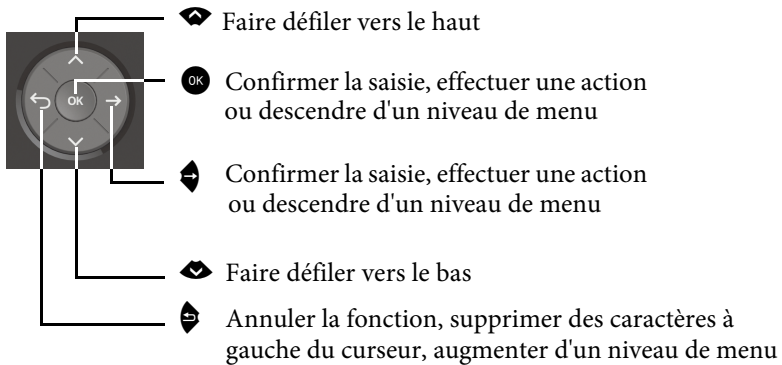 Faire défiler vers le haut
OK Confirmer la saisie, effectuer une action
ou descendre d'un niveau de menu
OK
Confirmer la saisie, effectuer une action
ou descendre d'un niveau de menu
Faire défiler vers le bas
Annuler la fonction, supprimer des caractères à
gauche du curseur, augmenter d'un niveau de menu